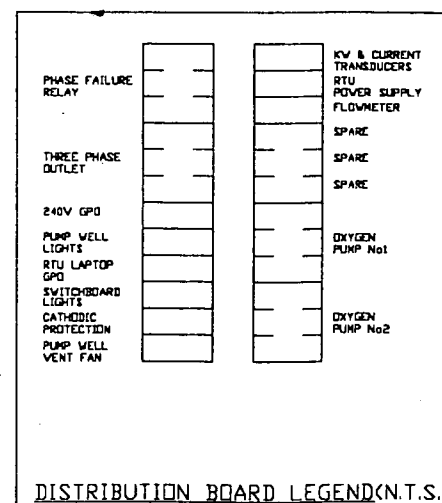 PHASE FAILURE
RELAY
THREE PHASE
OUTLET
240V GPO
PUMP WELL
LIGHTS
RTU LAPTOP
GPO
SWITCHBOARD
LIGHTS
CATHODIC
PROTECTION
PUMP WELL
VENT FAN
KW & CURRENT
TRANSDUCERS
RTU
POWER SUPPLY
FLOWMETER
SPARE
SPARE
SPARE
OXYGEN
PUMP No1
OXYGEN
PUMP No2
DISTRIBUTION BOARD LEGEND(N.T.S.